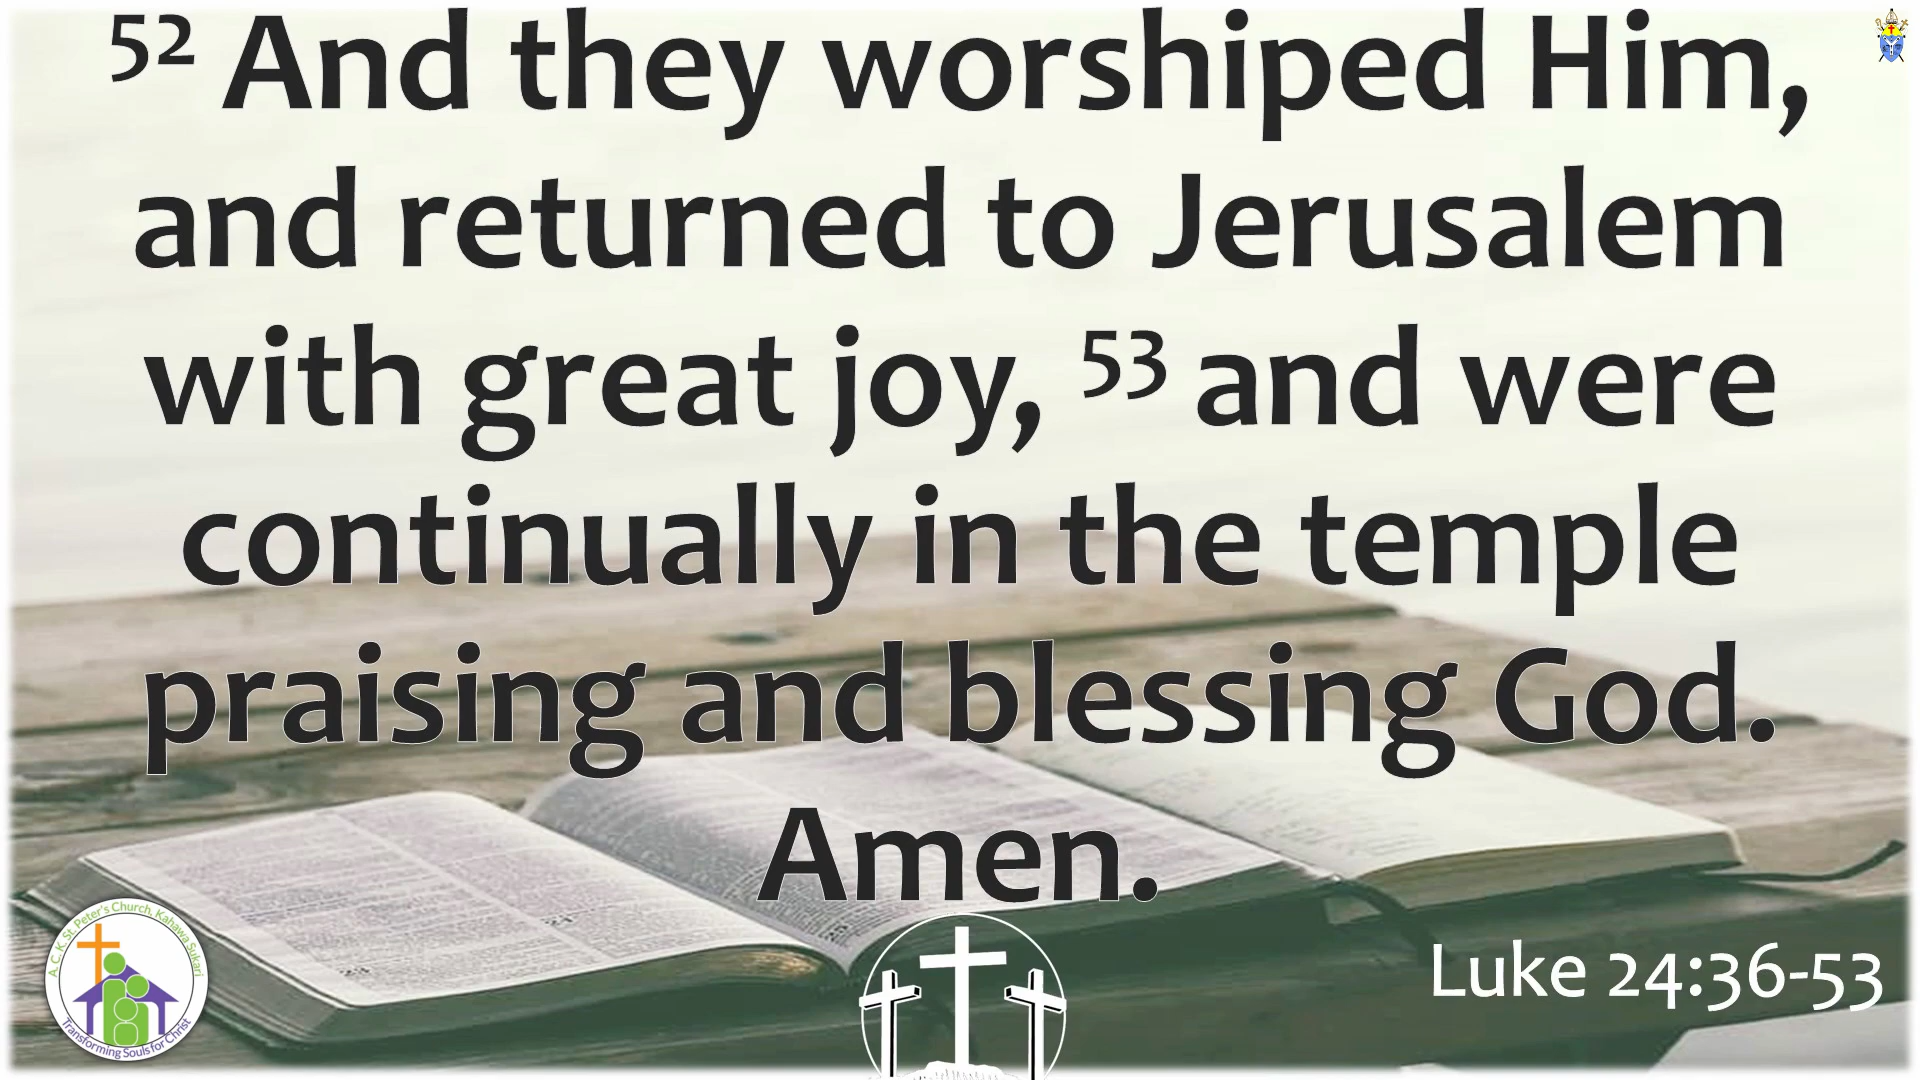 52 And they worshiped Him,
and returned to Jerusalem
with great joy, 53 and were
continually in the temple
praising and blessing God.
Amen.
Luke 24:36-53
A. C. K. St. Peter's Church, Kahawa Sukari
Transforming Souls for Christ